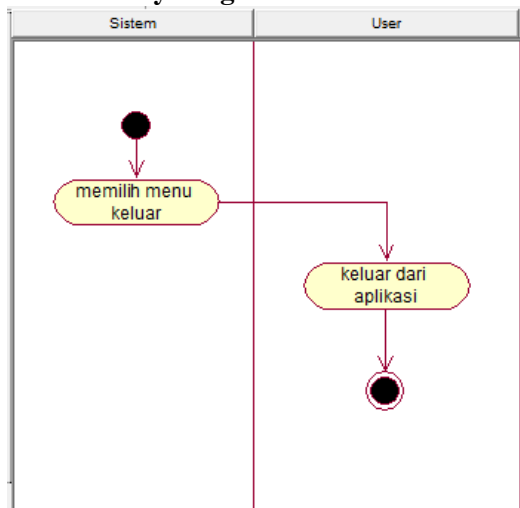 Sistem
User
memilih menu
keluar
keluar dari
aplikasi